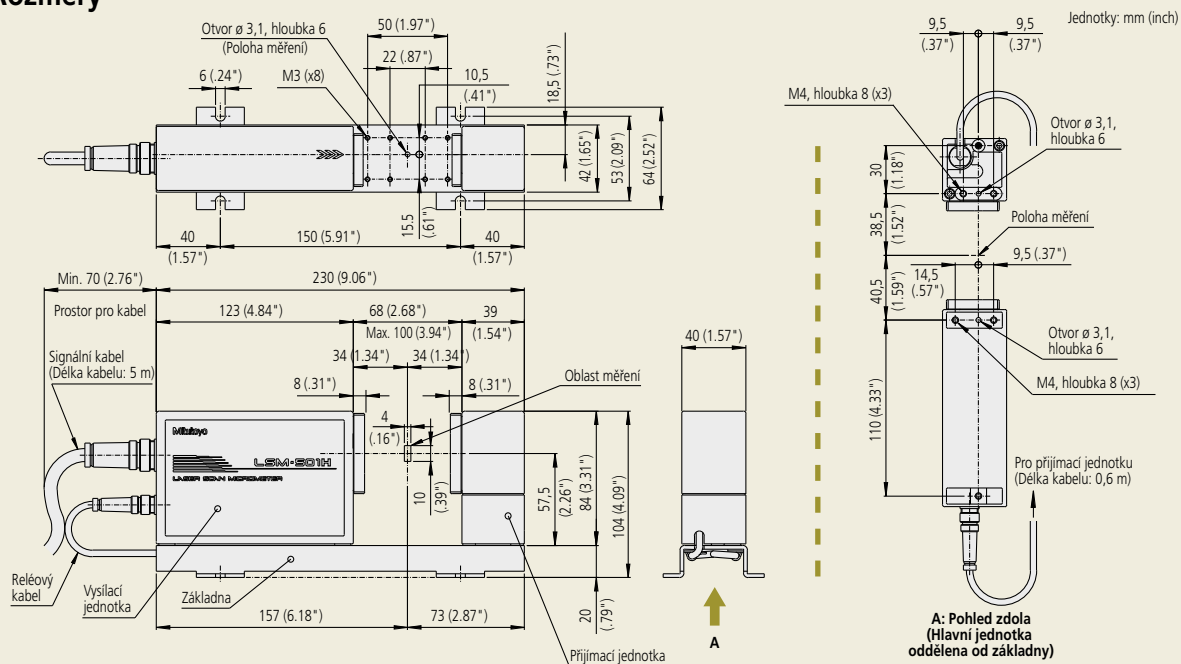 Rozměry
Jednotky: mm (inch)
Otvor ø 3,1, hloubka 6
(Poloha měření)
50 (1.97")
22 (.87")
10,5
(.41")
18,5 (.73")
6 (.24")
M3 (x8)
42 (1.65")
53 (2.09")
64 (2.52")
15.5
(.61")
40
(1.57")
150 (5.91")
40
(1.57")
Min. 70 (2.76")
230 (9.06")
Prostor pro kabel
123 (4.84")
68 (2.68")
39
(1.54")
Max. 100 (3.94")
34 (1.34")
34 (1.34")
Signální kabel
(Délka kabelu: 5 m)
8 (.31")
8 (.31")
Oblast měření
4
(.16")
10
(.39")
Mitutoyo
LSM-501H
LASER SCAN MICROMETER
57,5
(2.26")
84 (3.31")
104 (4.09")
20
(.79")
Reléový
kabel
Vysílací
jednotka
Základna
157 (6.18")
73 (2.87")
Přijímací jednotka
40 (1.57")
A
9,5
(.37")
9,5
(.37")
M4, hloubka 8 (x3)
Otvor ø 3,1,
hloubka 6
30
(1.18")
38,5
(1.52")
Poloha měření
40,5
(1.59")
14,5
(.57")
9,5 (.37")
Otvor ø 3,1,
hloubka 6
M4, hloubka 8 (x3)
110 (4.33")
Pro přijímací jednotku
(Délka kabelu: 0,6 m)
A: Pohled zdola
(Hlavní jednotka
oddělena od základny)